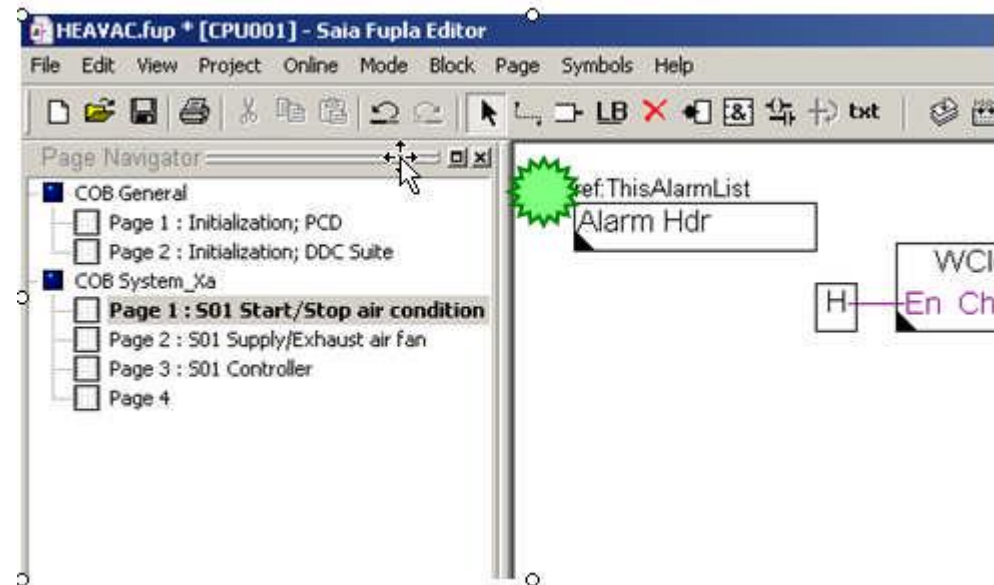 HEAVAC.fup * [CPU001] - Saia Fupla Editor
File Edit View Project Online Mode Block Page Symbols Help
LB & txt
Page Navigator
COB General
Page 1 : Initialization; PCD
Page 2 : Initialization; DDC Suite
COB System_Xa
Page 1 : S01 Start/Stop air condition
Page 2 : S01 Supply/Exhaust air fan
Page 3 : S01 Controller
Page 4
ref:ThisAlarmList
Alarm Hdr
H
En Ch